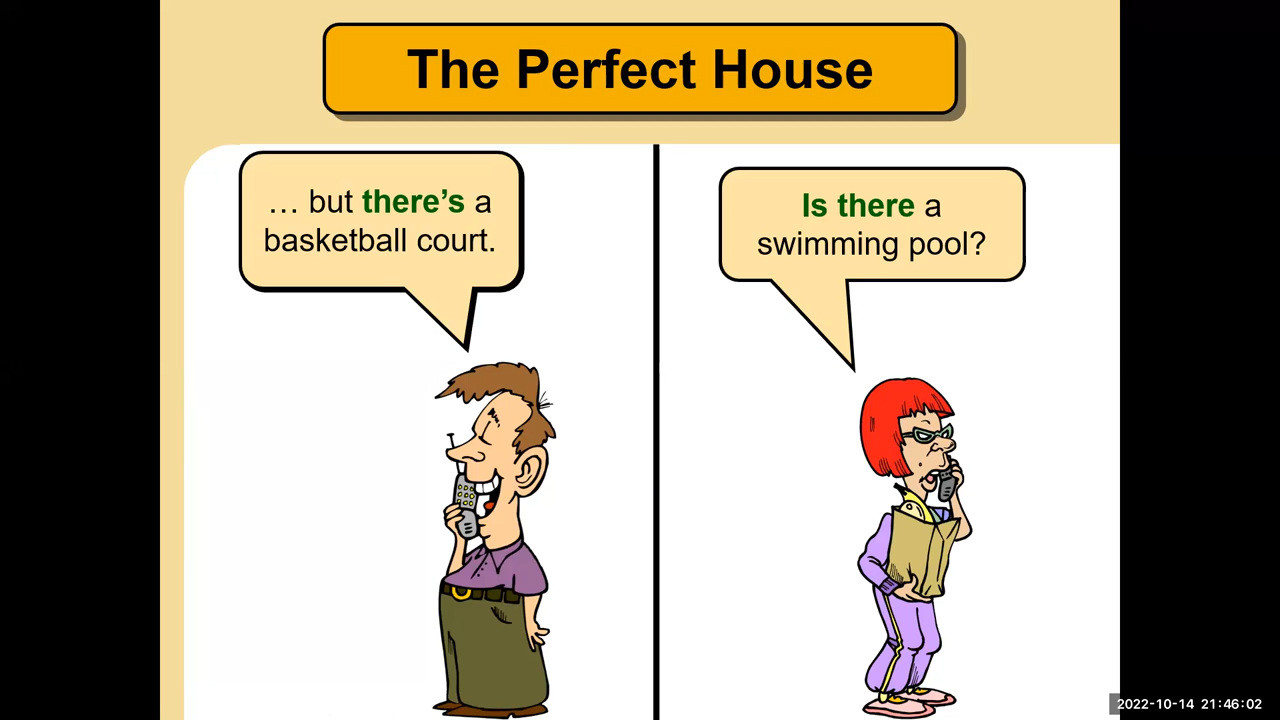 The Perfect House
… but there’s a
basketball court.
Is there a
swimming pool?
2022-10-14 21:46:02